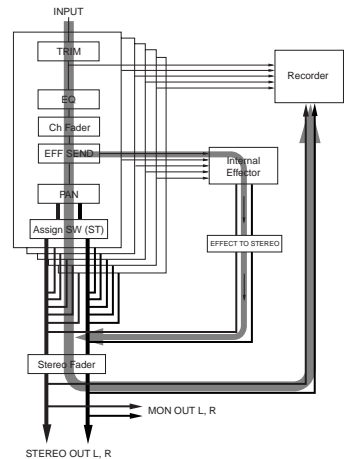 INPUT
TRIM
Recorder
EQ
Ch Fader
EFF SEND
Internal
Effector
PAN
Assign SW (ST)
EFFECT TO STEREO
Stereo Fader
MON OUT L, R
STEREO OUT L, R